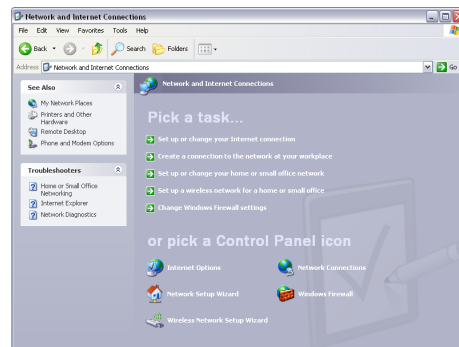 Network and Internet Connections
File Edit View Favorites Tools Help
Back Search Folders
Address Network and Internet Connections Go
See Also
My Network Places
Printers and Other
Hardware
Remote Desktop
Phone and Modem Options
Troubleshooters
Home or Small Office
Networking
Internet Explorer
Network Diagnostics
Network and Internet Connections
Pick a task...
Set up or change your Internet connection
Create a connection to the network at your workplace
Set up or change your home or small office network
Set up a wireless network for a home or small office
Change Windows Firewall settings
or pick a Control Panel icon
Internet Options Network Connections
Network Setup Wizard Windows Firewall
Wireless Network Setup Wizard